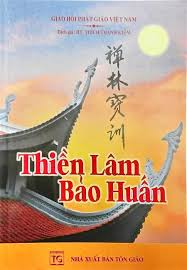 GIÁO HỘI PHẬT GIÁO VIỆT NAM
禪林寶訓
Thiền Lâm
Bảo Huấn
TG
NHÀ XUẤT BẢN TÔN GIÁO